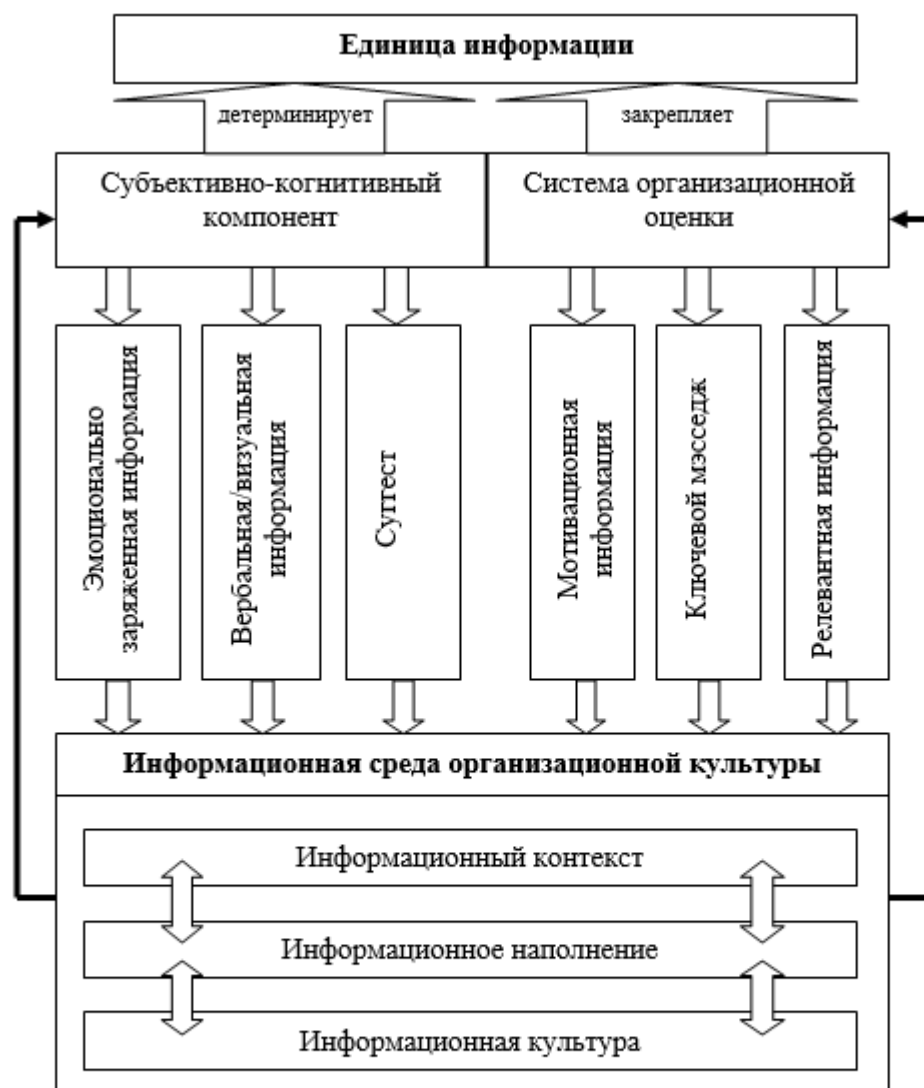 Единица информации
детерминирует
закрепляет
Субъективно-когнитивный
компонент
Система организационной
оценки
Эмоционально
заряженная информация
Вербальная/визуальная
информация
Суггест
Мотивационная
информация
Ключевой мэсседж
Релевантная информация
Информационная среда организационной культуры
Информационный контекст
Информационное наполнение
Информационная культура